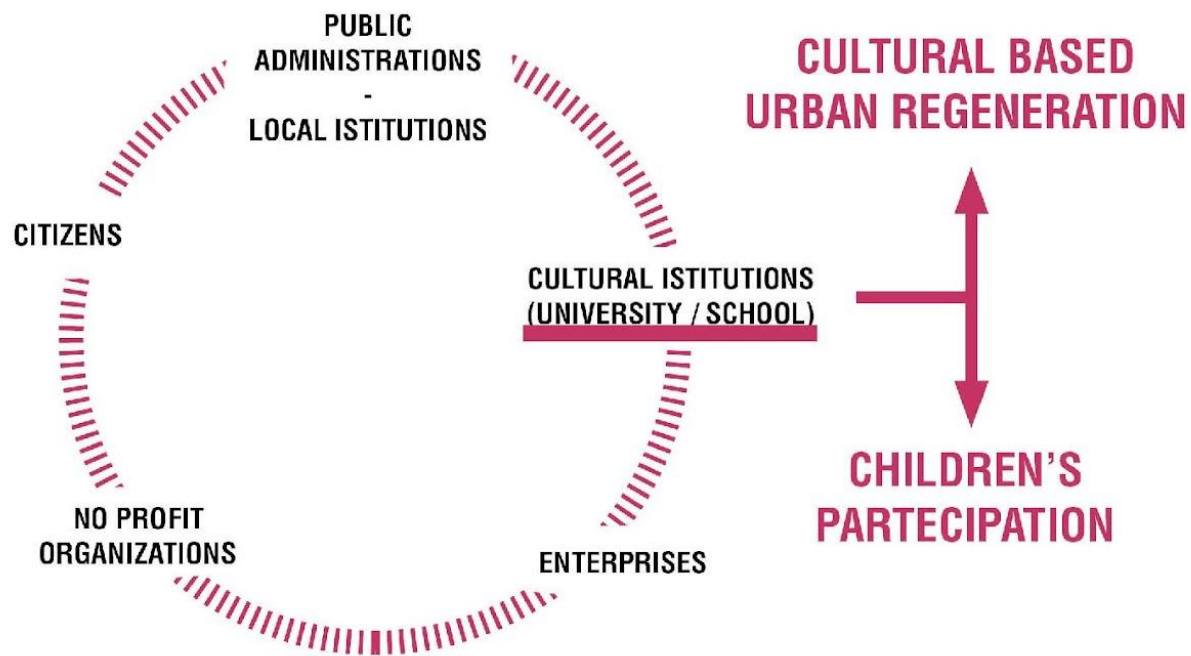 PUBLIC
ADMINISTRATIONS
-
LOCAL ISTITUTIONS
CITIZENS
CULTURAL ISTITUTIONS
(UNIVERSITY / SCHOOL)
NO PROFIT
ORGANIZATIONS
ENTERPRISES
CULTURAL BASED
URBAN REGENERATION
CHILDREN'S
PARTECIPATION